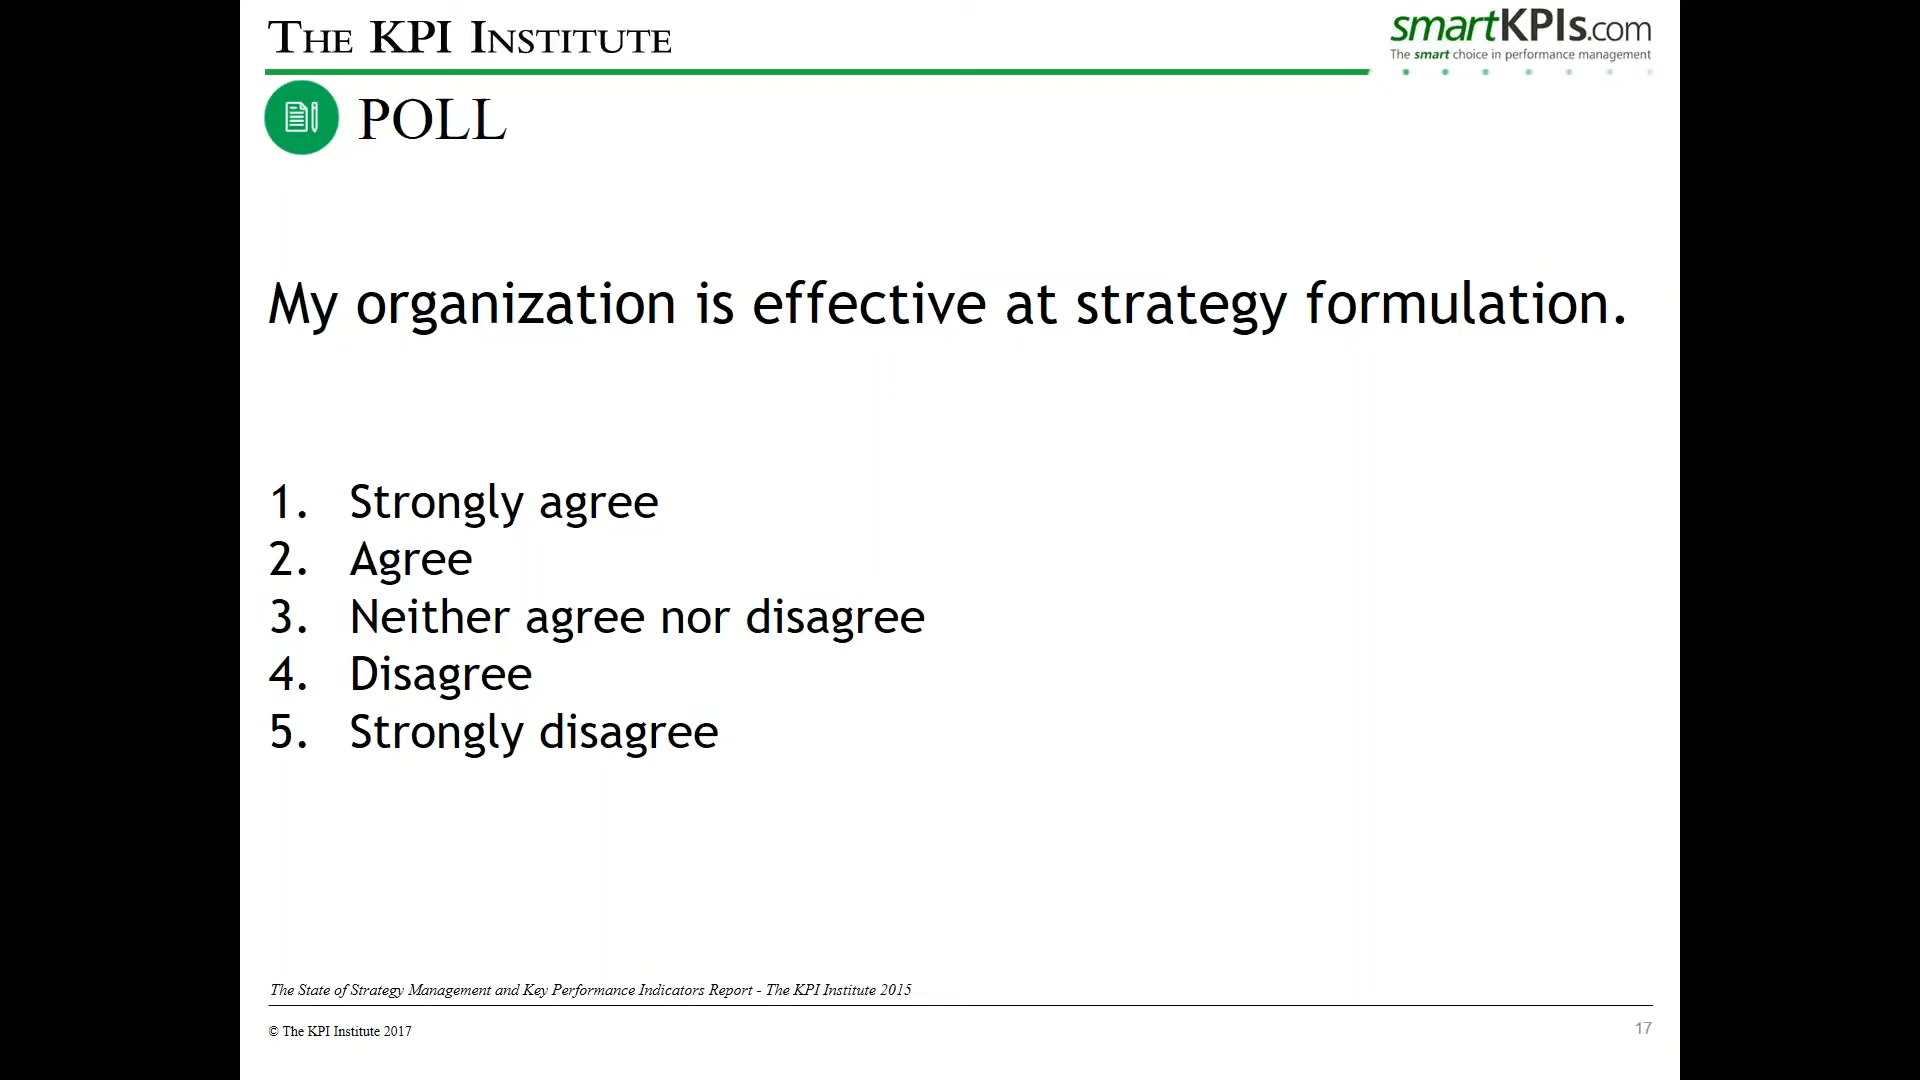 THE KPI INSTITUTE
smartKPIs.com
The smart choice in performance management
POLL
My organization is effective at strategy formulation.
1. Strongly agree
2. Agree
3. Neither agree nor disagree
4. Disagree
5. Strongly disagree
The State of Strategy Management and Key Performance Indicators Report - The KPI Institute 2015
© The KPI Institute 2017
17